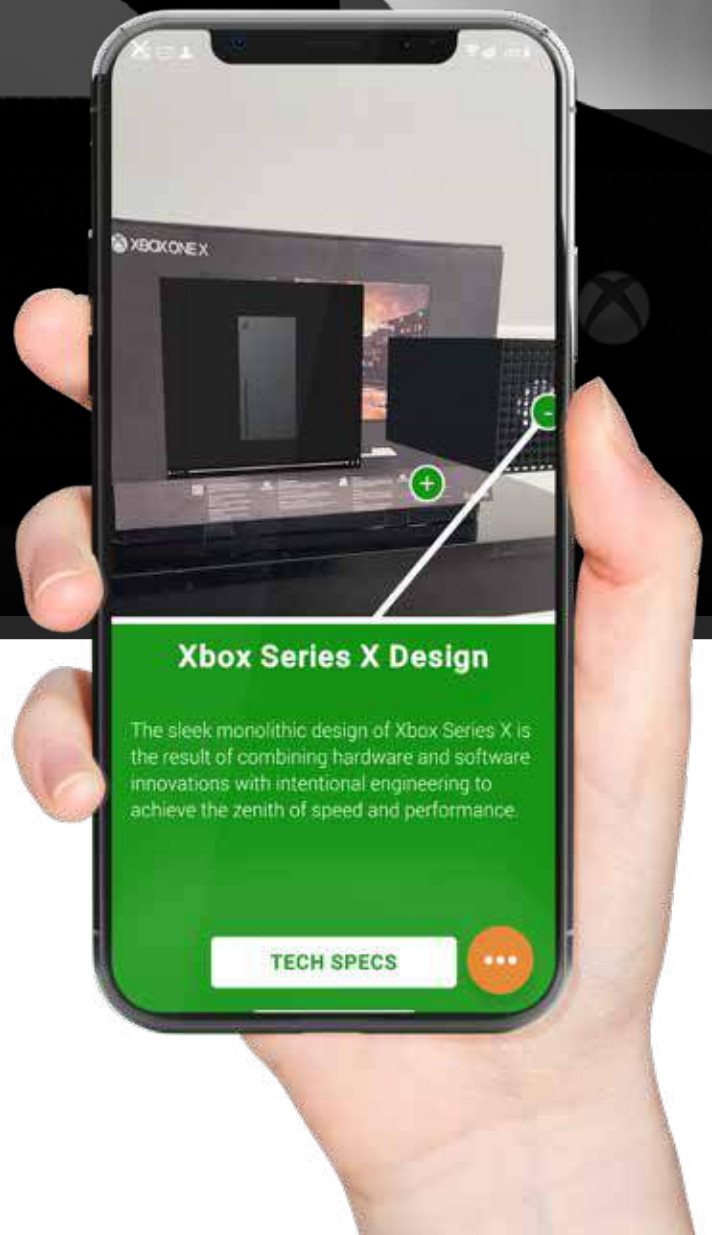 XBOX ONE X
+
-
Xbox Series X Design
The sleek monolithic design of Xbox Series X is
the result of combining hardware and software
innovations with intentional engineering to
achieve the zenith of speed and performance.
TECH SPECS